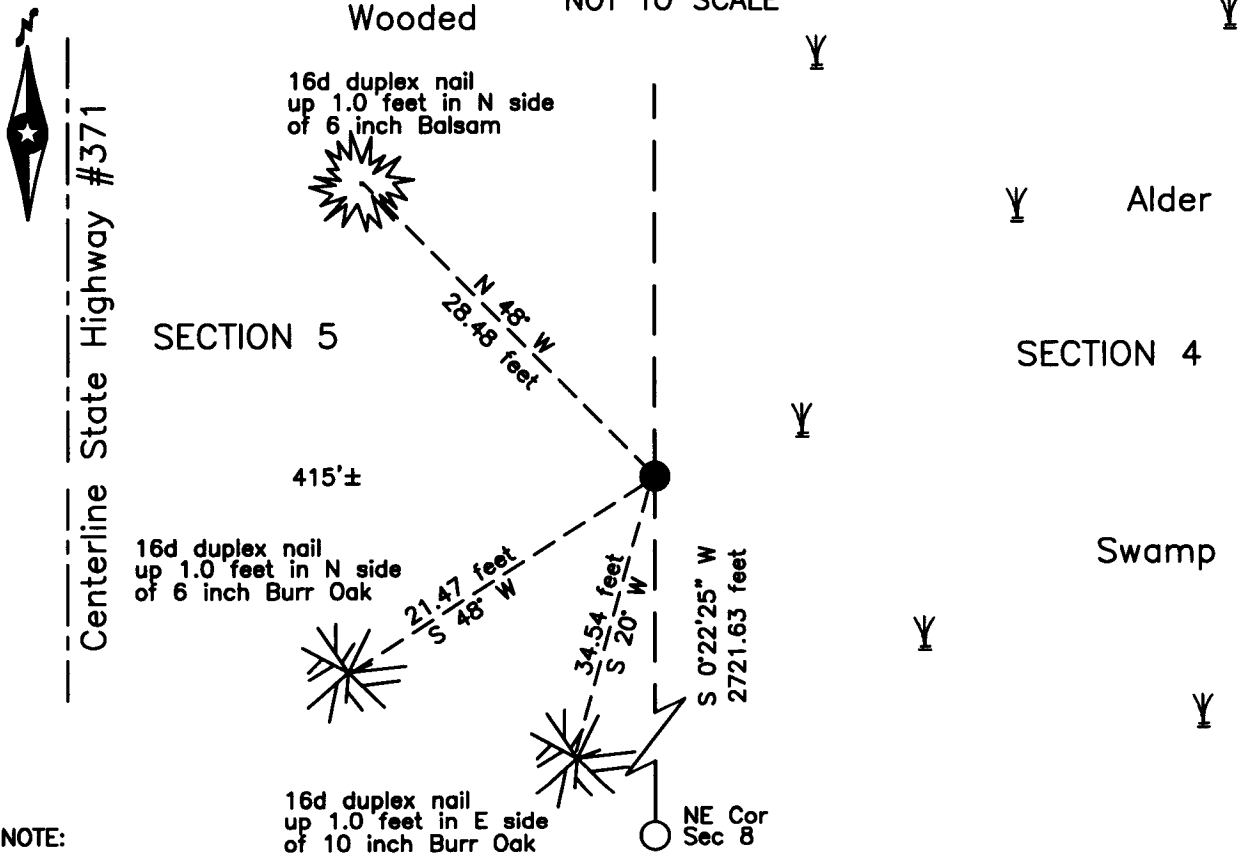 NOT TO SCALE
Wooded
N
16d duplex nail
up 1.0 feet in N side
of 6 inch Balsam
Centerline State Highway #371
Alder
N 48° W
28.48 feet
SECTION 5
SECTION 4
415'±
16d duplex nail
up 1.0 feet in N side
of 6 inch Burr Oak
21.47 feet
S 48° W
34.54 feet
S 20° W
S 0°22'25" W
2721.63 feet
Swamp
16d duplex nail
up 1.0 feet in E side
of 10 inch Burr Oak
NE Cor
Sec 8
NOTE: